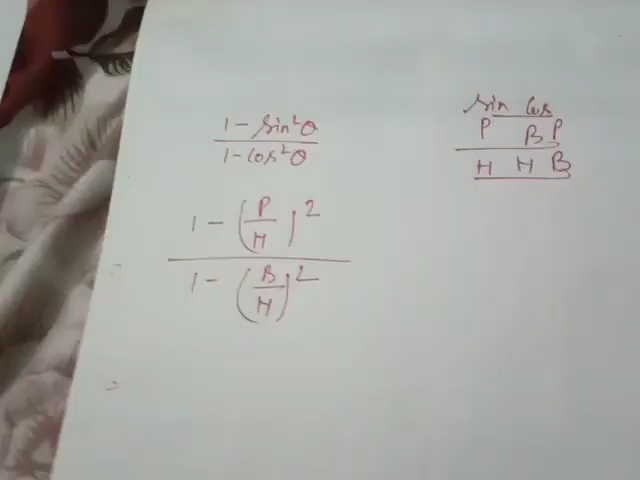 1 - sin²θ
1 - cos²θ
1 - (P/H)²
1 - (B/H)²
=
sin cos
P B P
H H B